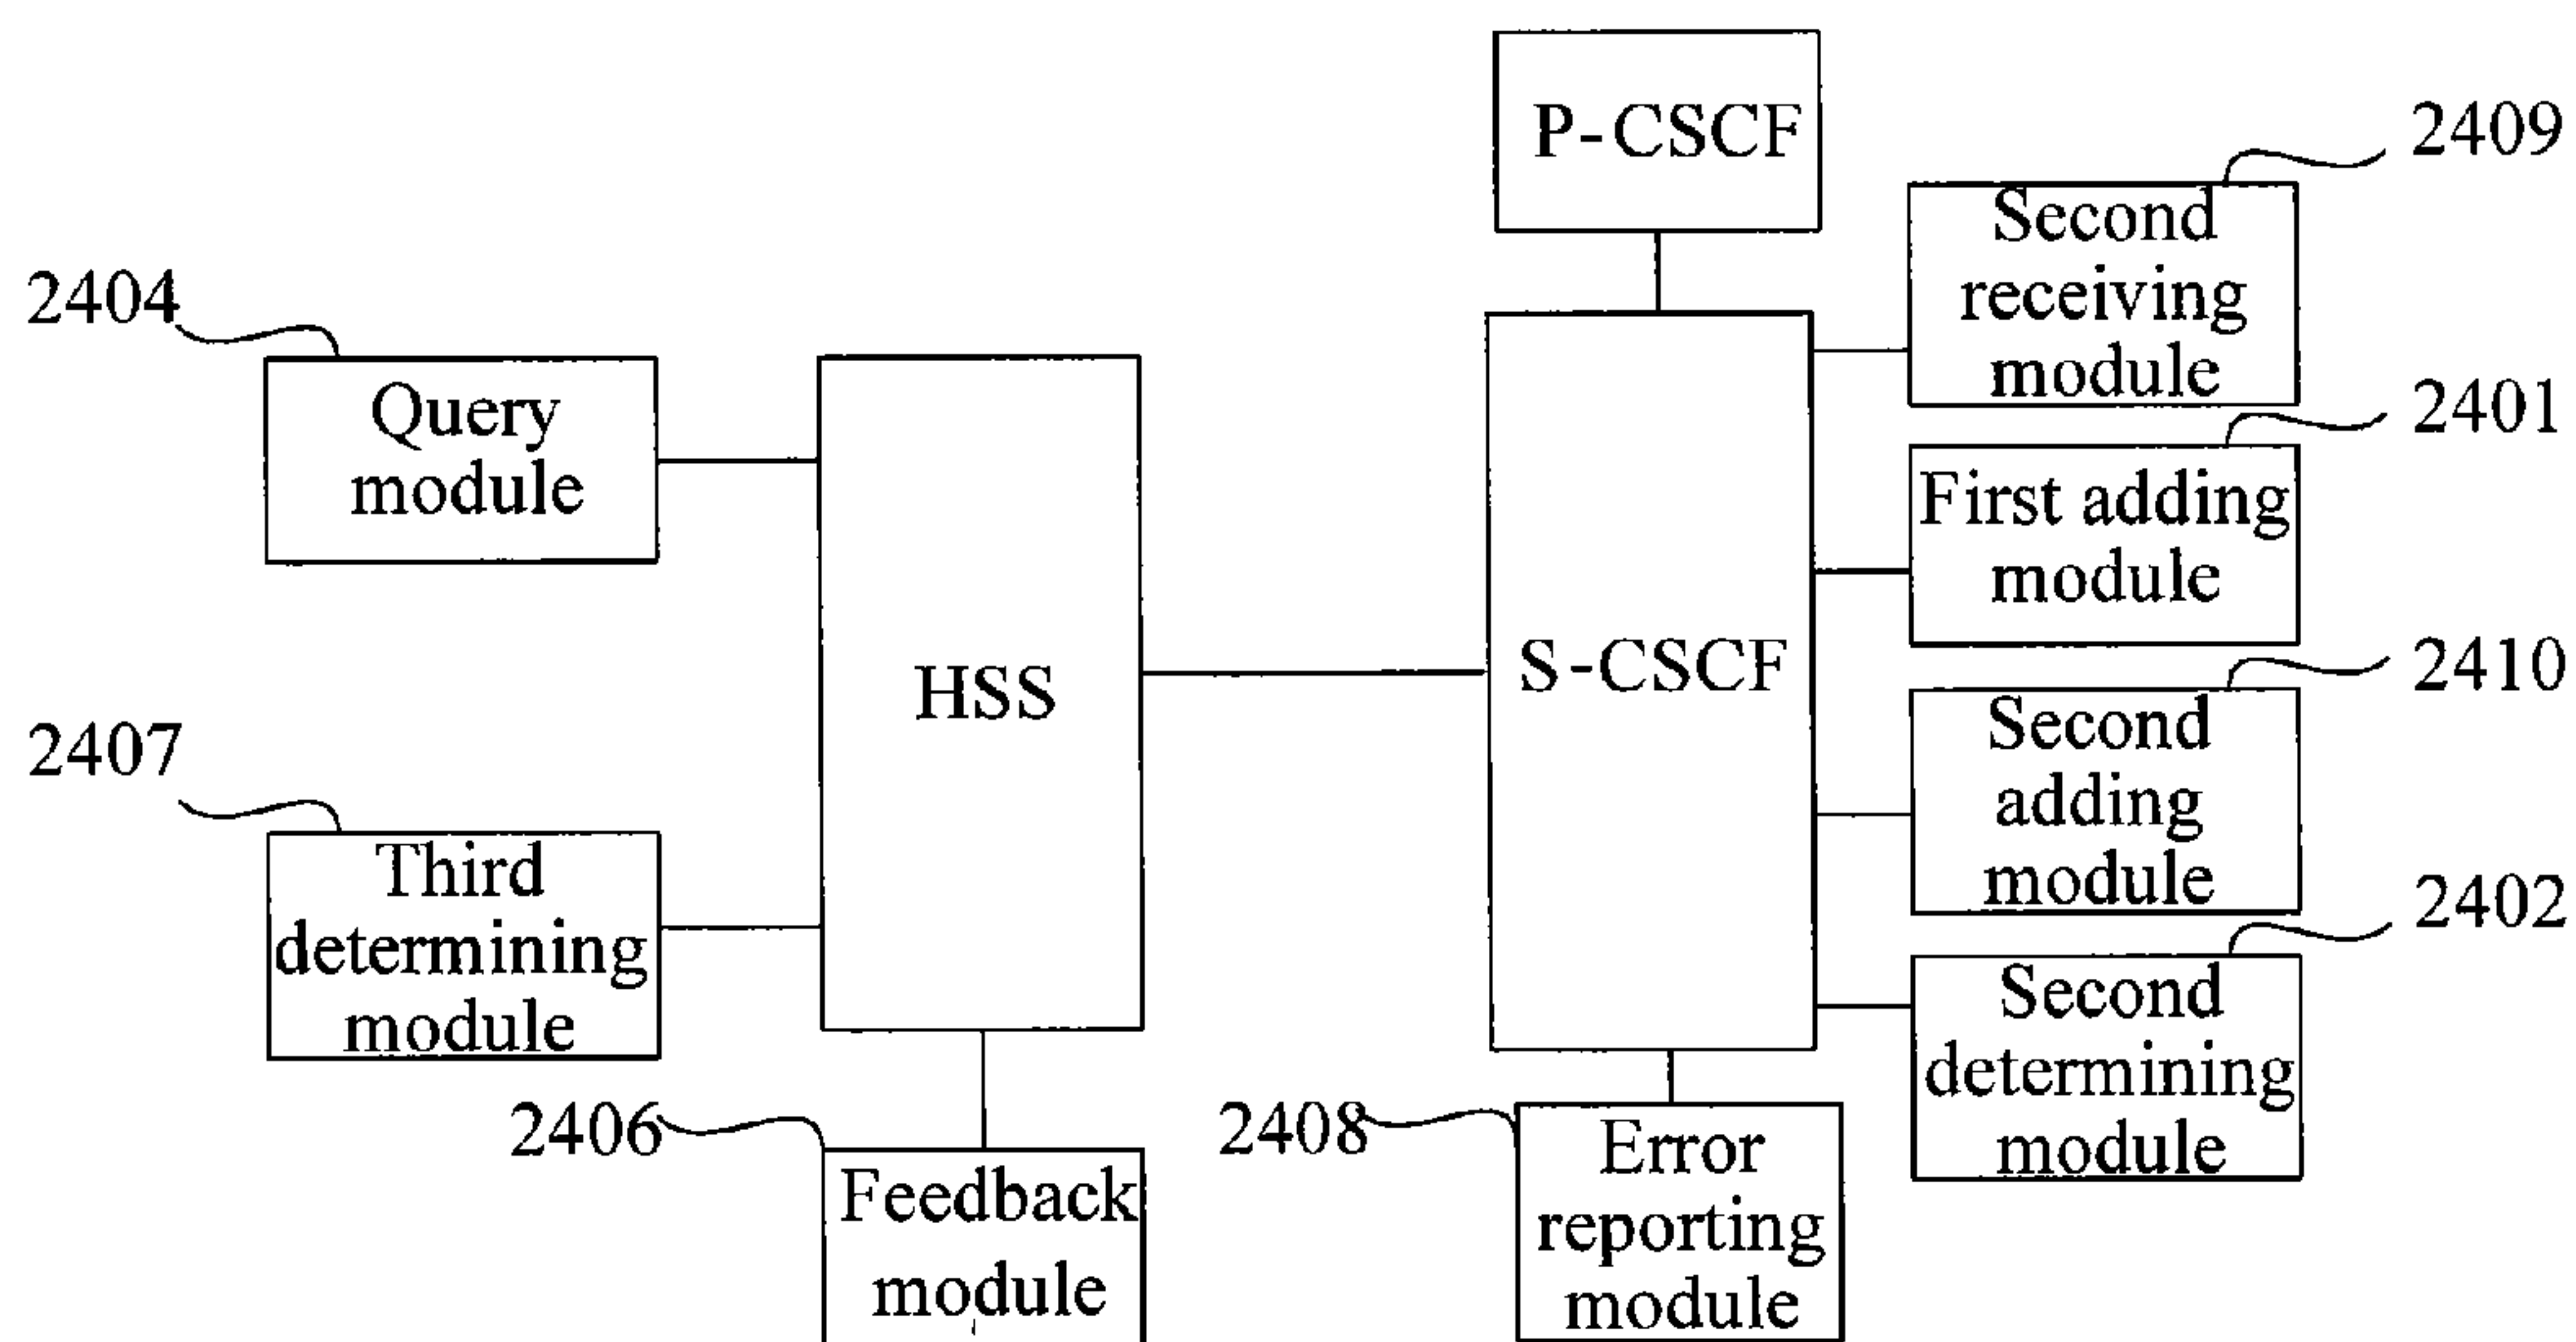 P-CSCF
2409
Second
receiving
module
2404
Query
module
HSS
S-CSCF
2401
First adding
module
2410
Second
adding
module
2407
Third
determining
module
2402
Second
determining
module
2406
Feedback
module
2408
Error
reporting
module